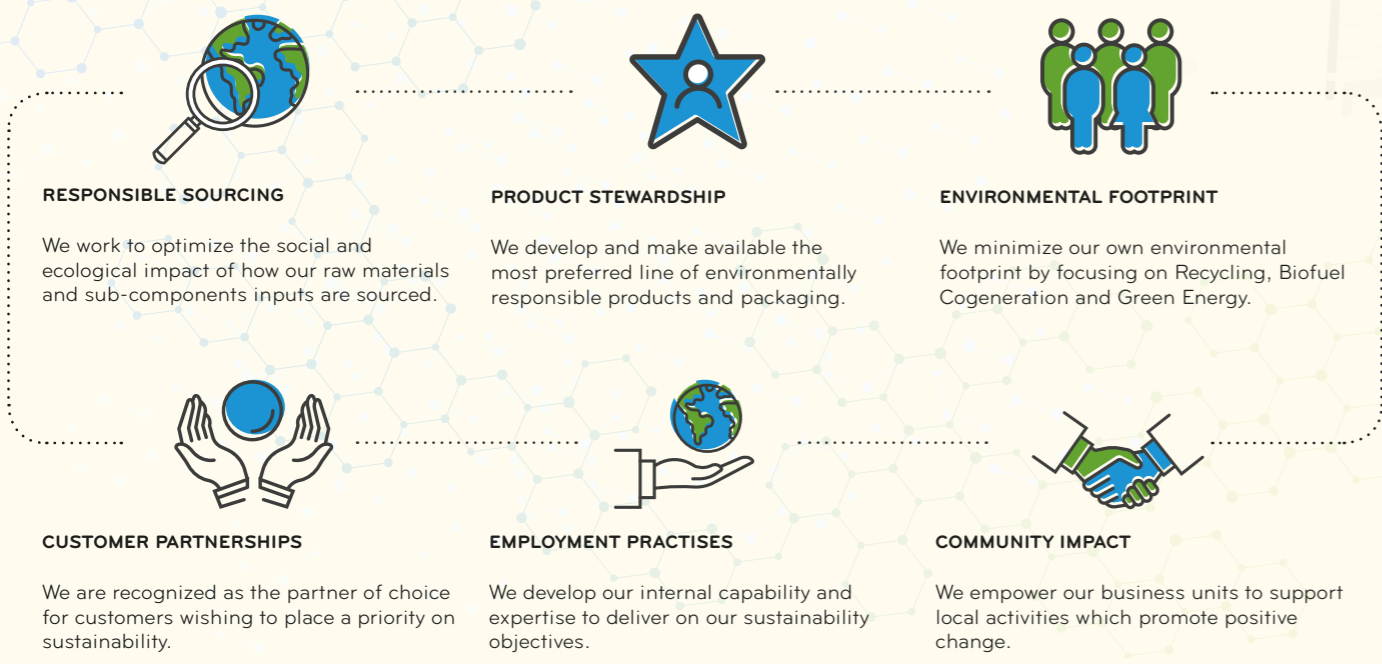 RESPONSIBLE SOURCING
We work to optimize the social and
ecological impact of how our raw materials
and sub-components inputs are sourced.
PRODUCT STEWARDSHIP
We develop and make available the
most preferred line of environmentally
responsible products and packaging.
ENVIRONMENTAL FOOTPRINT
We minimize our own environmental
footprint by focusing on Recycling, Biofuel
Cogeneration and Green Energy.
CUSTOMER PARTNERSHIPS
We are recognized as the partner of choice
for customers wishing to place a priority on
sustainability.
EMPLOYMENT PRACTISES
We develop our internal capability and
expertise to deliver on our sustainability
objectives.
COMMUNITY IMPACT
We empower our business units to support
local activities which promote positive
change.